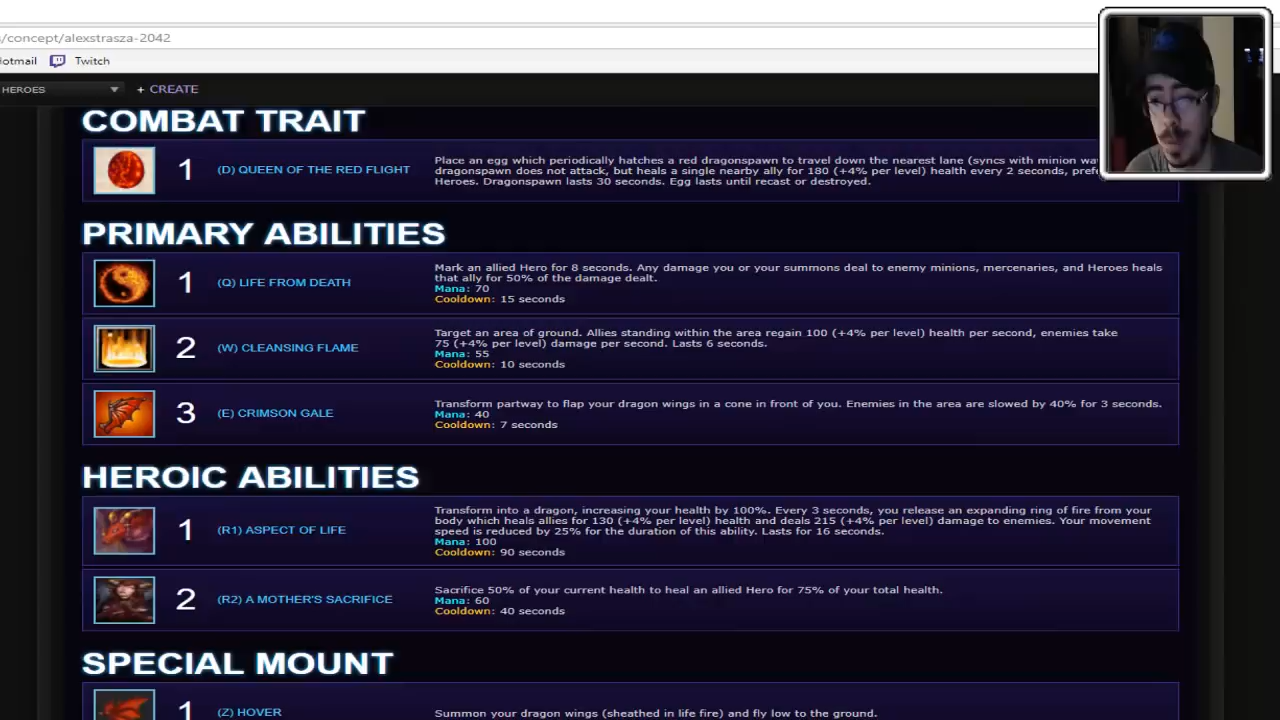 s/concept/alexstrasza-2042
Hotmail Twitch
HEROES + CREATE
COMBAT TRAIT
1 (D) QUEEN OF THE RED FLIGHT
Place an egg which periodically hatches a red dragonspawn to travel down the nearest lane (syncs with minion
dragonspawn does not attack, but heals a single nearby ally for 180 (+4% per level) health every 2 seconds,
Heroes. Dragonspawn lasts 30 seconds. Egg lasts until recast or destroyed.
PRIMARY ABILITIES
1 (Q) LIFE FROM DEATH
Mark an allied Hero for 8 seconds. Any damage you or your summons deal to enemy minions, mercenaries, and Heroes heals
that ally for 50% of the damage dealt.
Mana: 70
Cooldown: 15 seconds
2 (W) CLEANSING FLAME
Target an area of ground. Allies standing within the area regain 100 (+4% per level) health per second, enemies take
75 (+4% per level) damage per second. Lasts 6 seconds.
Mana: 55
Cooldown: 10 seconds
3 (E) CRIMSON GALE
Transform partway to flap your dragon wings in a cone in front of you. Enemies in the area are slowed by 40% for 3 seconds.
Mana: 40
Cooldown: 7 seconds
HEROIC ABILITIES
1 (R1) ASPECT OF LIFE
Transform into a dragon, increasing your health by 100%. Every 3 seconds, you release an expanding ring of fire from your
body which heals allies for 130 (+4% per level) health and deals 215 (+4% per level) damage to enemies. Your movement
speed is reduced by 25% for the duration of this ability. Lasts for 16 seconds.
Mana: 100
Cooldown: 90 seconds
2 (R2) A MOTHER'S SACRIFICE
Sacrifice 50% of your current health to heal an allied Hero for 75% of your total health.
Mana: 60
Cooldown: 40 seconds
SPECIAL MOUNT
1 (Z) HOVER
Summon your dragon wings (sheathed in life fire) and fly low to the ground.